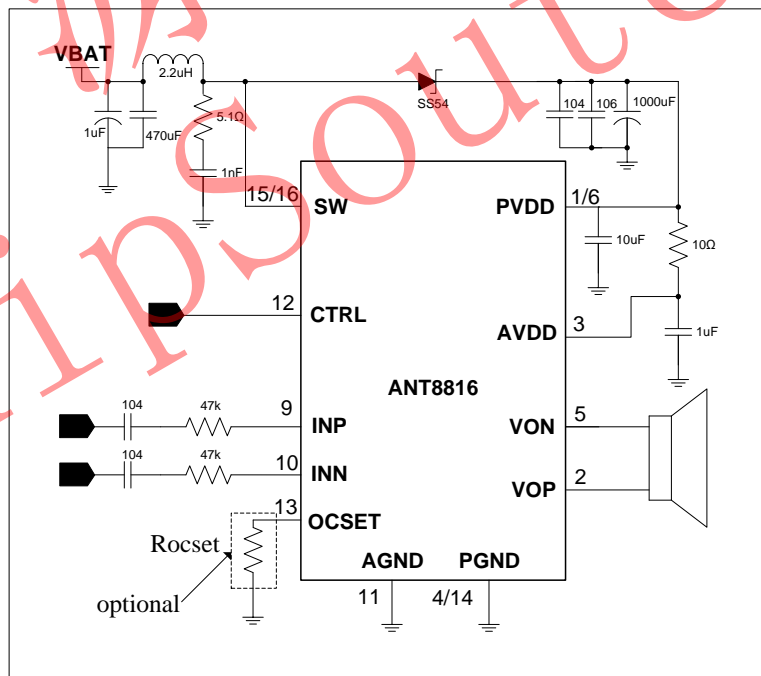 VBAT
2.2uH
1uF
470uF
5.1Ω
1nF
SS54
104
106
1000uF
15/16
SW
PVDD
1/6
10uF
10Ω
12
CTRL
AVDD
3
1uF
ANT8816
104
47k
9
INP
VON
5
104
47k
10
INN
VOP
2
13
OCSET
Rocset
optional
AGND
PGND
11
4/14
ipSoute